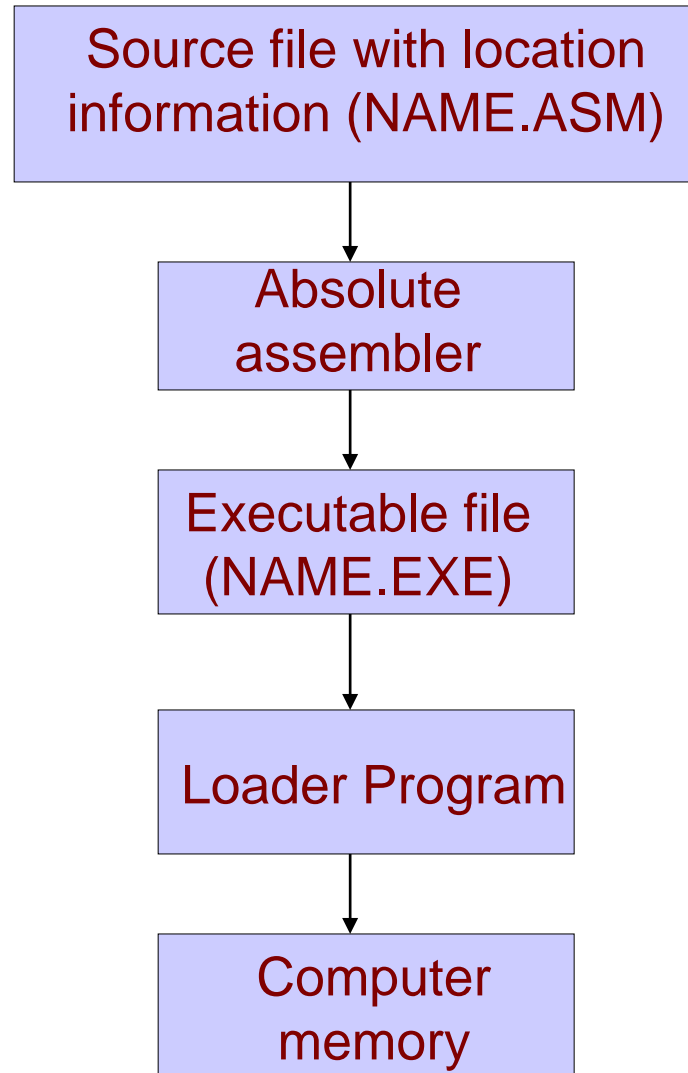 Source file with location
information (NAME.ASM)
Absolute
assembler
Executable file
(NAME.EXE)
Loader Program
Computer
memory